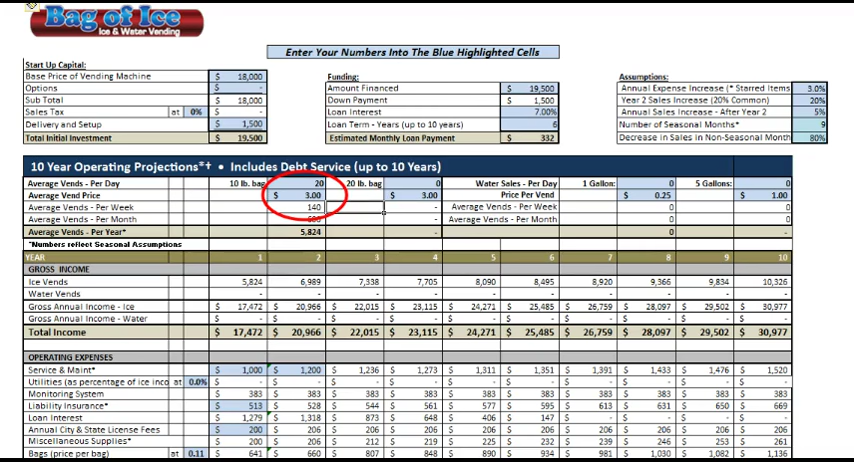 Bag of Ice
Ice & Water Vending
Enter Your Numbers Into The Blue Highlighted Cells
Start Up Capital:
Base Price of Vending Machine $ 18,000
Options $ -
Sub Total $ 18,000
Sales Tax at 0% $ -
Delivery and Setup $ 1,500
Total Initial Investment $ 19,500
Funding:
Amount Financed $ 19,500
Down Payment $ 1,500
Loan Interest 7.00%
Loan Term - Years (up to 10 years) 6
Estimated Monthly Loan Payment $ 332
Assumptions:
Annual Expense Increase (* Starred Items 3.0%
Year 2 Sales Increase (20% Common) 20%
Annual Sales Increase - After Year 2 5%
Number of Seasonal Months* 9
Decrease in Sales in Non-Seasonal Month 80%
10 Year Operating Projections*† • Includes Debt Service (up to 10 Years)
Average Vends - Per Day 10 lb. bag 20 20 lb. bag 0 Water Sales - Per Day 1 Gallon: 0 5 Gallons: 0
Average Vend Price $ 3.00 $ 3.00 Price Per Vend $ 0.25 $ 1.00
Average Vends - Per Week 140 - Average Vends - Per Week 0 0
Average Vends - Per Month - Average Vends - Per Month 0 0
Average Vends - Per Year* 5,824 - 0 -
*Numbers reflect Seasonal Assumptions
YEAR 1 2 3 4 5 6 7 8 9 10
GROSS INCOME
Ice Vends 5,824 6,989 7,338 7,705 8,090 8,495 8,920 9,366 9,834 10,326
Water Vends - - - - - - - - - -
Gross Annual Income - Ice $ 17,472 $ 20,966 $ 22,015 $ 23,115 $ 24,271 $ 25,485 $ 26,759 $ 28,097 $ 29,502 $ 30,977
Gross Annual Income - Water $ - $ - $ - $ - $ - $ - $ - $ - $ - $ -
Total Income $ 17,472 $ 20,966 $ 22,015 $ 23,115 $ 24,271 $ 25,485 $ 26,759 $ 28,097 $ 29,502 $ 30,977
OPERATING EXPENSES
Service & Maint* $ 1,000 $ 1,200 $ 1,236 $ 1,273 $ 1,311 $ 1,351 $ 1,391 $ 1,433 $ 1,476 $ 1,520
Utilities (as percentage of ice inco at 0.0% $ - $ - $ - $ - $ - $ - $ - $ - $ - $ -
Monitoring System $ 383 $ 383 $ 383 $ 383 $ 383 $ 383 $ 383 $ 383 $ 383 $ 383
Liability Insurance* $ 513 $ 528 $ 544 $ 561 $ 577 $ 595 $ 613 $ 631 $ 650 $ 669
Loan Interest $ 1,279 $ 1,318 $ 873 $ 648 $ 406 $ 147 $ - $ - $ - $ -
Annual City & State License Fees $ 200 $ 206 $ 206 $ 206 $ 206 $ 206 $ 206 $ 206 $ 206 $ 206
Miscellaneous Supplies* $ 200 $ 206 $ 212 $ 219 $ 225 $ 232 $ 239 $ 246 $ 253 $ 261
Bags (price per bag) at 0.11 $ 641 $ 660 $ 807 $ 848 $ 890 $ 934 $ 981 $ 1,030 $ 1,082 $ 1,136